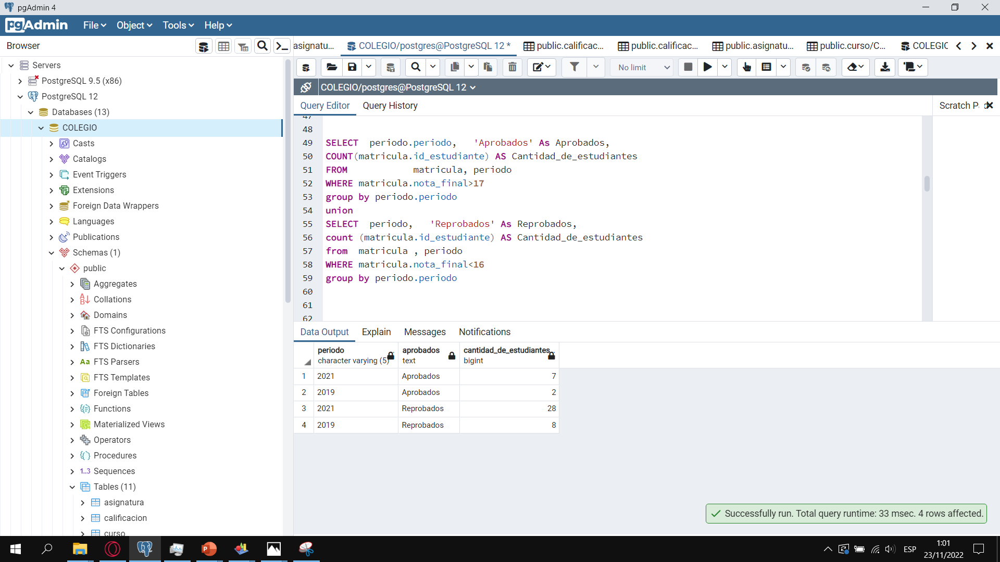 pgAdmin 4
pgAdmin
File
Object
Tools
Help
Browser
asignatu...
COLEGIO/postgres@PostgreSQL 12 *
public.calificac...
public.calificac...
public.asignatu...
public.curso/C...
COLEGIO
No limit
COLEGIO/postgres@PostgreSQL 12
Query Editor
Query History
Scratch P
Servers
PostgreSQL 9.5 (x86)
PostgreSQL 12
Databases (13)
COLEGIO
Casts
Catalogs
Event Triggers
Extensions
Foreign Data Wrappers
Languages
Publications
Schemas (1)
public
Aggregates
Collations
Domains
FTS Configurations
FTS Dictionaries
Aa FTS Parsers
FTS Templates
Foreign Tables
Functions
Materialized Views
Operators
Procedures
1..3 Sequences
Tables (11)
asignatura
calificacion
curso
47
48
49 SELECT periodo.periodo, 'Aprobados' As Aprobados,
50 COUNT(matricula.id_estudiante) AS Cantidad_de_estudiantes
51 FROM matricula, periodo
52 WHERE matricula.nota_final>17
53 group by periodo.periodo
54 union
55 SELECT periodo, 'Reprobados' As Reprobados,
56 count (matricula.id_estudiante) AS Cantidad_de_estudiantes
57 from matricula , periodo
58 WHERE matricula.nota_final<16
59 group by periodo.periodo
60
61
62
Data Output
Explain
Messages
Notifications
periodo
character varying (5)
aprobados
text
cantidad_de_estudiantes
bigint
1 2021 Aprobados 7
2 2019 Aprobados 2
3 2021 Reprobados 28
4 2019 Reprobados 8
Successfully run. Total query runtime: 33 msec. 4 rows affected.
ESP
1:01
23/11/2022